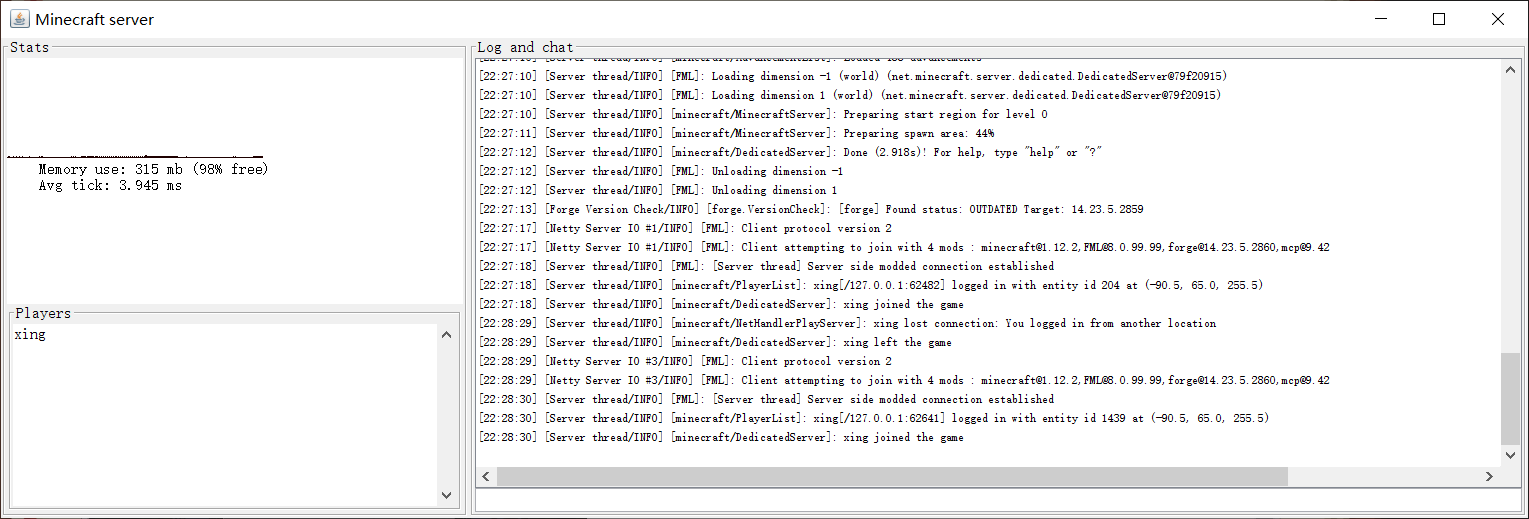 Minecraft server
Stats
Memory use: 315 mb (98% free)
Avg tick: 3.945 ms
Players
xing
Log and chat
[22:27:10] [Server thread/INFO] [minecraft/AdvancementList]: Loaded 488 advancements
[22:27:10] [Server thread/INFO] [FML]: Loading dimension -1 (world) (net.minecraft.server.dedicated.DedicatedServer@79f20915)
[22:27:10] [Server thread/INFO] [FML]: Loading dimension 1 (world) (net.minecraft.server.dedicated.DedicatedServer@79f20915)
[22:27:10] [Server thread/INFO] [minecraft/MinecraftServer]: Preparing start region for level 0
[22:27:11] [Server thread/INFO] [minecraft/MinecraftServer]: Preparing spawn area: 44%
[22:27:12] [Server thread/INFO] [minecraft/DedicatedServer]: Done (2.918s)! For help, type "help" or "?"
[22:27:12] [Server thread/INFO] [FML]: Unloading dimension -1
[22:27:12] [Server thread/INFO] [FML]: Unloading dimension 1
[22:27:13] [Forge Version Check/INFO] [forge.VersionCheck]: [forge] Found status: OUTDATED Target: 14.23.5.2859
[22:27:17] [Netty Server IO #1/INFO] [FML]: Client protocol version 2
[22:27:17] [Netty Server IO #1/INFO] [FML]: Client attempting to join with 4 mods : minecraft@1.12.2,FML@8.0.99.99,forge@14.23.5.2860,mcp@9.42
[22:27:18] [Server thread/INFO] [FML]: [Server thread] Server side modded connection established
[22:27:18] [Server thread/INFO] [minecraft/PlayerList]: xing[/127.0.0.1:62482] logged in with entity id 204 at (-90.5, 65.0, 255.5)
[22:27:18] [Server thread/INFO] [minecraft/DedicatedServer]: xing joined the game
[22:28:29] [Server thread/INFO] [minecraft/NetHandlerPlayServer]: xing lost connection: You logged in from another location
[22:28:29] [Server thread/INFO] [minecraft/DedicatedServer]: xing left the game
[22:28:29] [Netty Server IO #3/INFO] [FML]: Client protocol version 2
[22:28:29] [Netty Server IO #3/INFO] [FML]: Client attempting to join with 4 mods : minecraft@1.12.2,FML@8.0.99.99,forge@14.23.5.2860,mcp@9.42
[22:28:30] [Server thread/INFO] [FML]: [Server thread] Server side modded connection established
[22:28:30] [Server thread/INFO] [minecraft/PlayerList]: xing[/127.0.0.1:62641] logged in with entity id 1439 at (-90.5, 65.0, 255.5)
[22:28:30] [Server thread/INFO] [minecraft/DedicatedServer]: xing joined the game